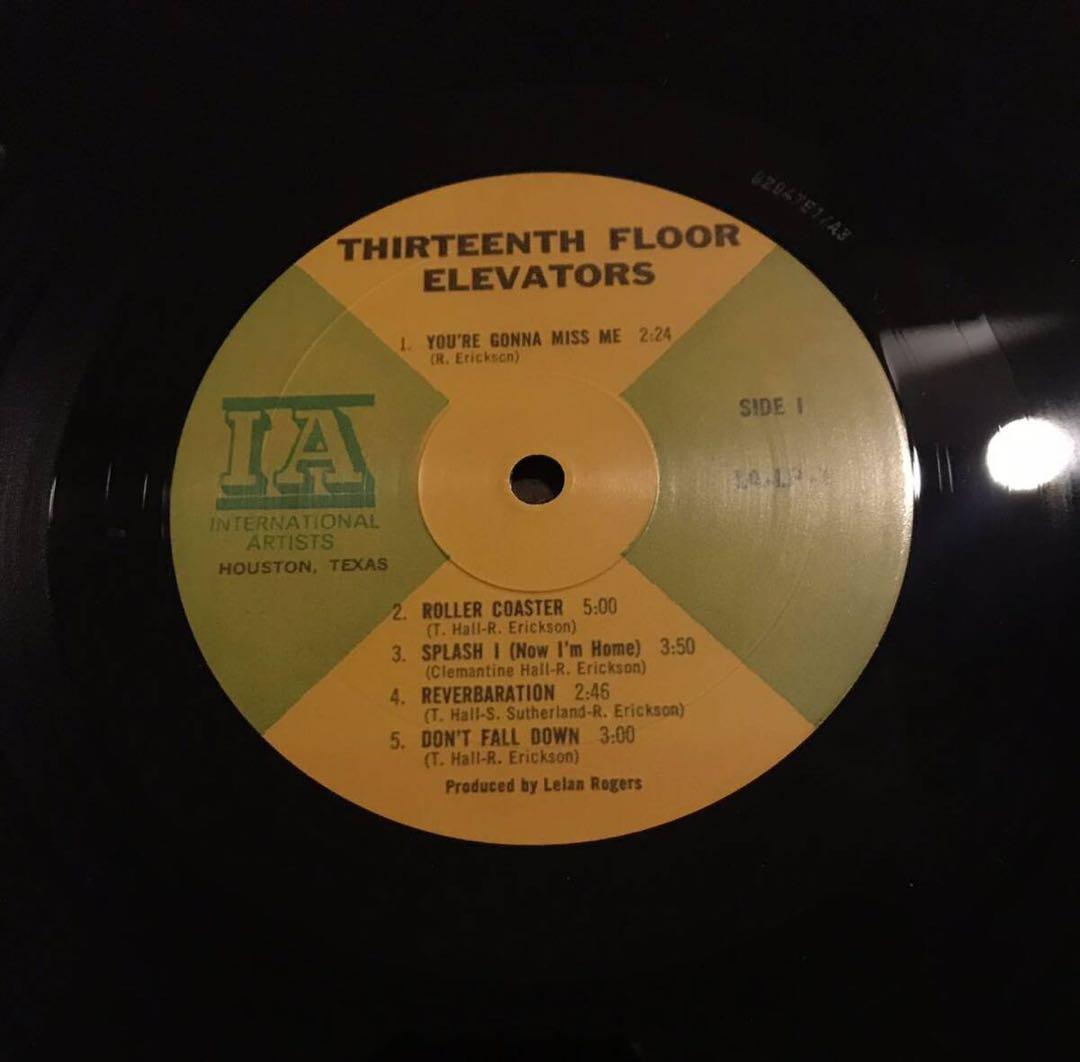 THIRTEENTH FLOOR
ELEVATORS
1. YOU'RE GONNA MISS ME 2:24
(R. Erickson)
SIDE I
IA
INTERNATIONAL
ARTISTS
HOUSTON, TEXAS
2. ROLLER COASTER 5:00
(T. Hall-R. Erickson)
3. SPLASH I (Now I'm Home) 3:50
(Clemantine Hall-R. Erickson)
4. REVERBARATION 2:46
(T. Hall-S. Sutherland-R. Erickson)
5. DON'T FALL DOWN 3:00
(T. Hall-R. Erickson)
Produced by Lelan Rogers